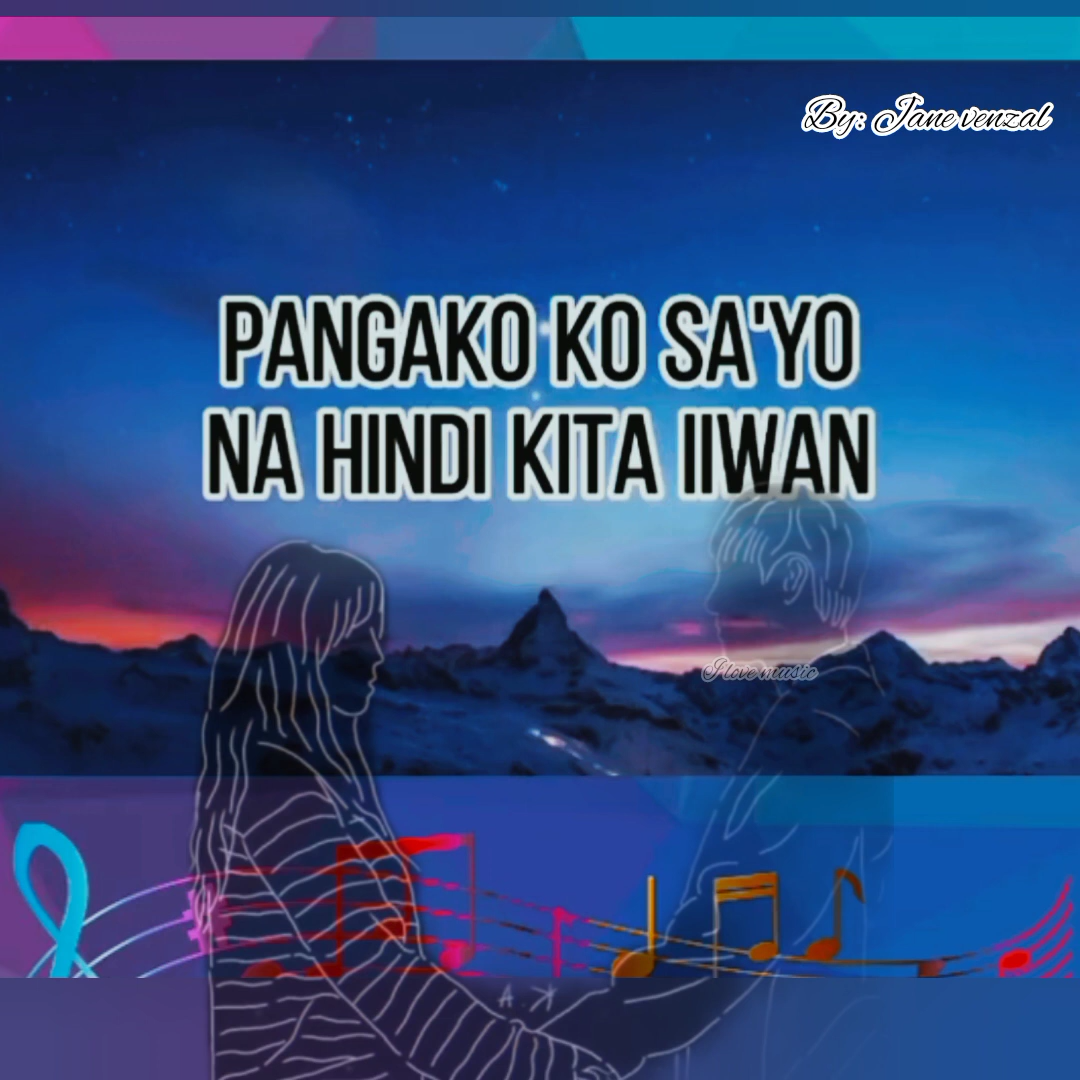 By: Jane venzal
PANGAKO KO SA'YO
NA HINDI KITA IIWAN
I love music
A.K